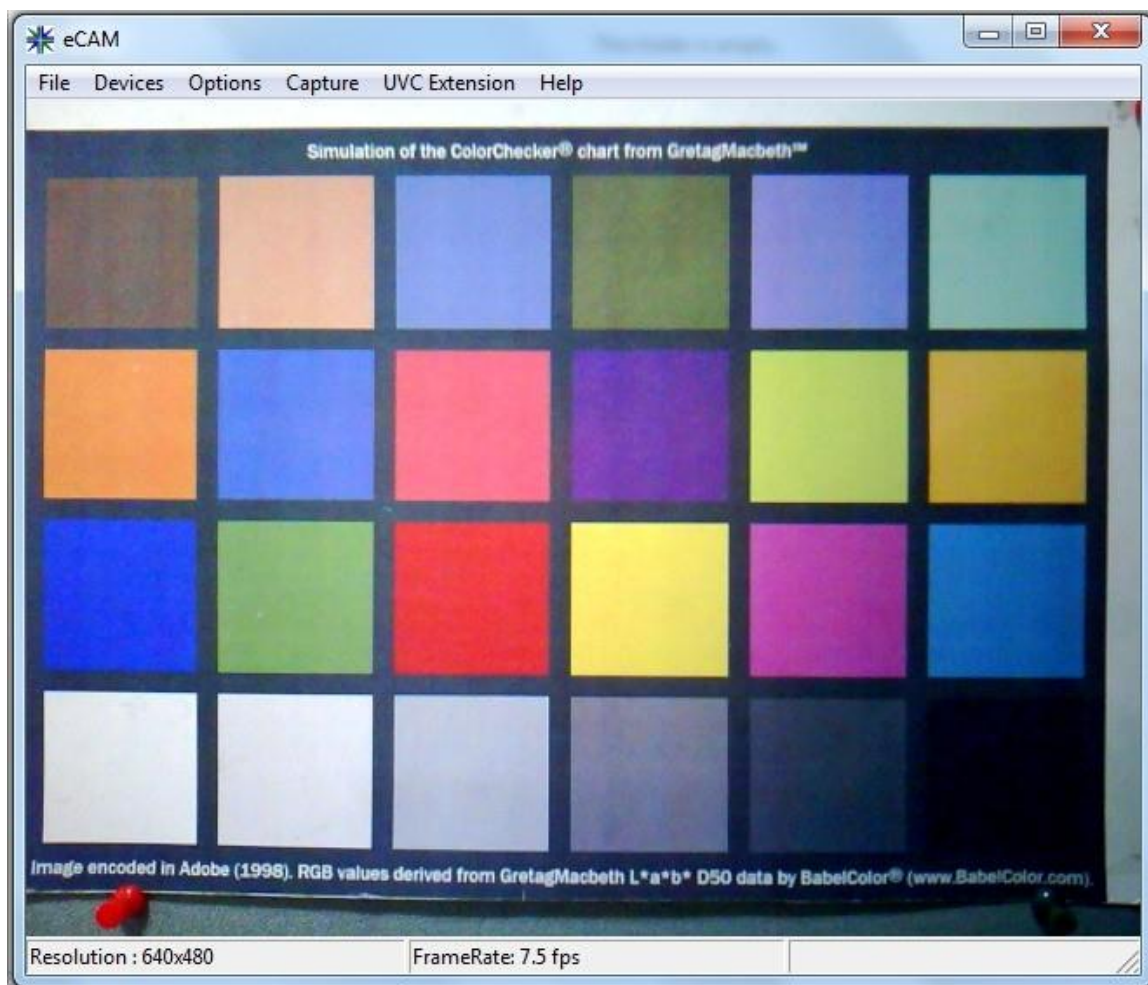 eCAM
File Devices Options Capture UVC Extension Help
Simulation of the ColorChecker® chart from GretagMacbeth™
Image encoded in Adobe (1998). RGB values derived from GretagMacbeth L*a*b* D50 data by BabelColor® (www.BabelColor.com).
Resolution : 640x480 FrameRate: 7.5 fps